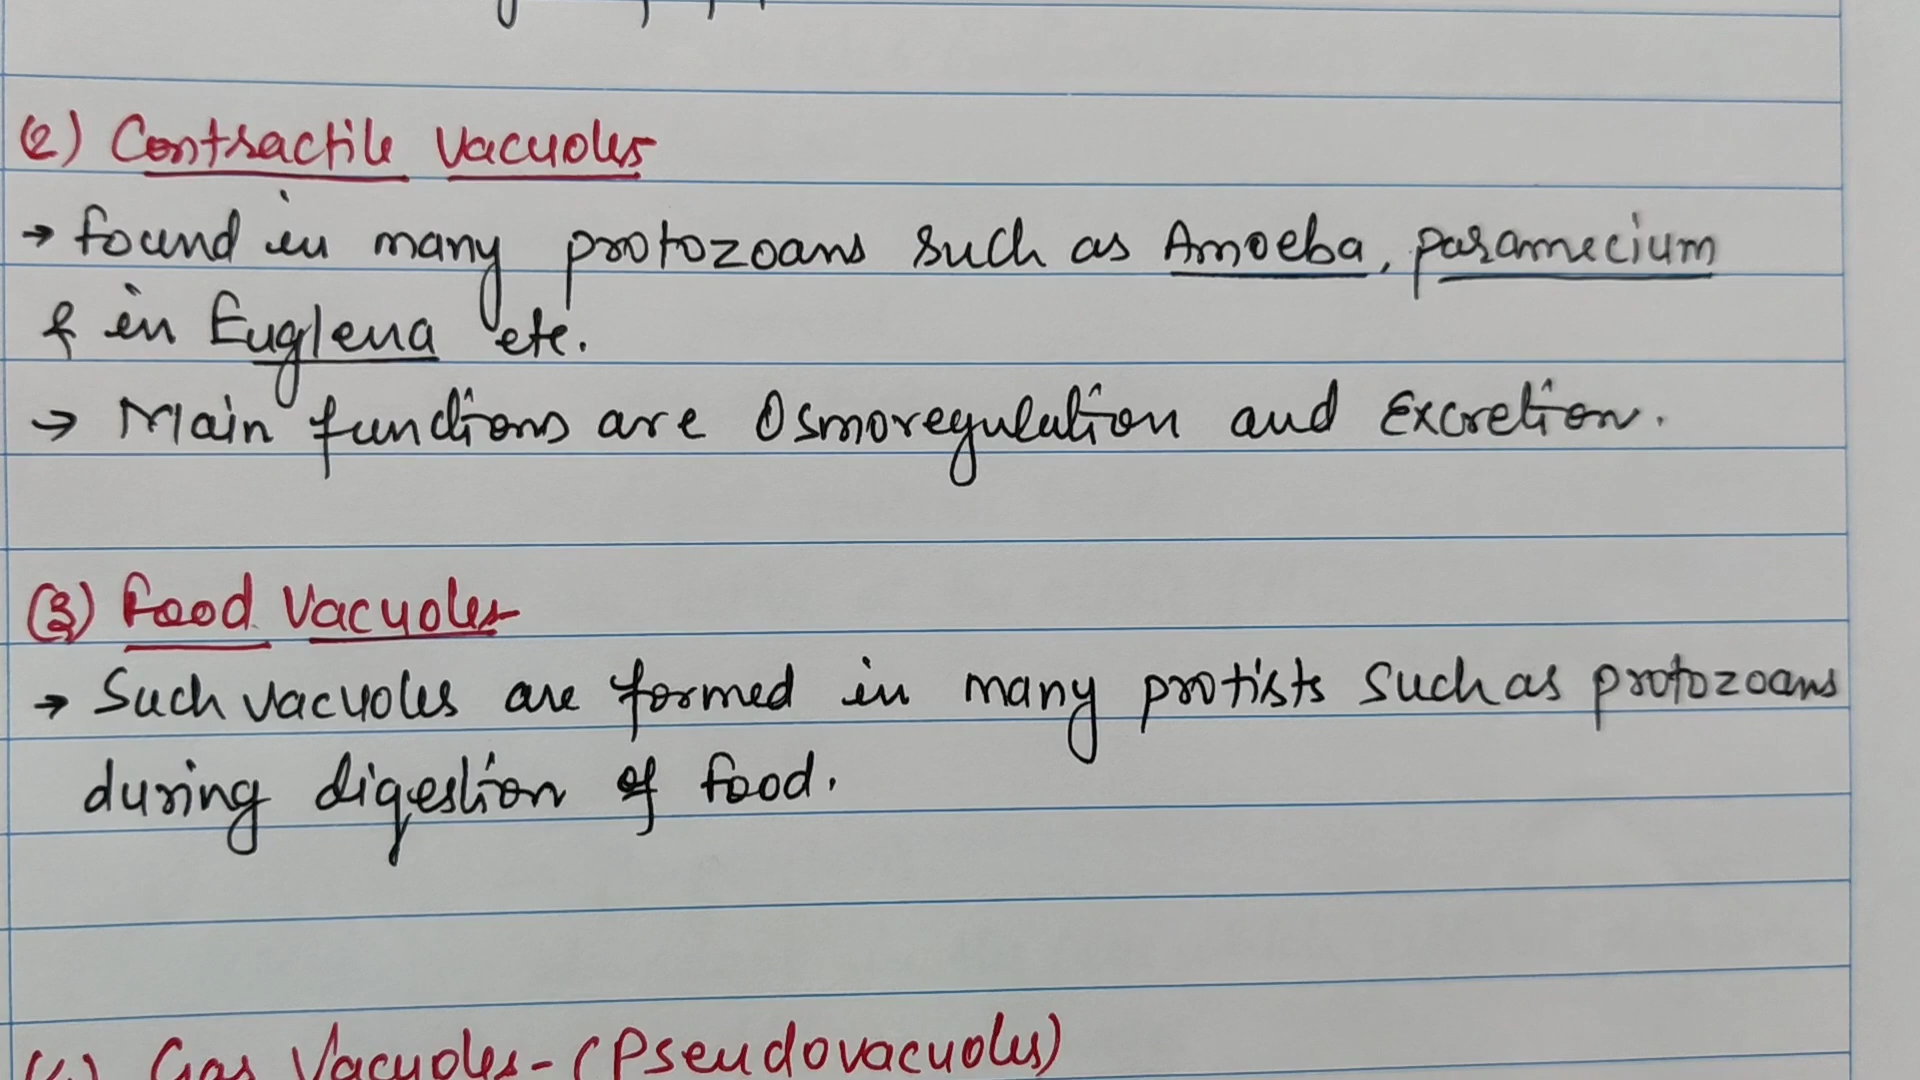 (2) Contractile Vacuoles
→ found in many protozoans such as Amoeba, paramecium
& in Euglena etc.
→ Main functions are Osmoregulation and Excretion.
(3) Food Vacuoles
→ Such vacuoles are formed in many protists such as protozoans
during digestion of food.
Gas Vacuoles - (Pseudovacuoles)